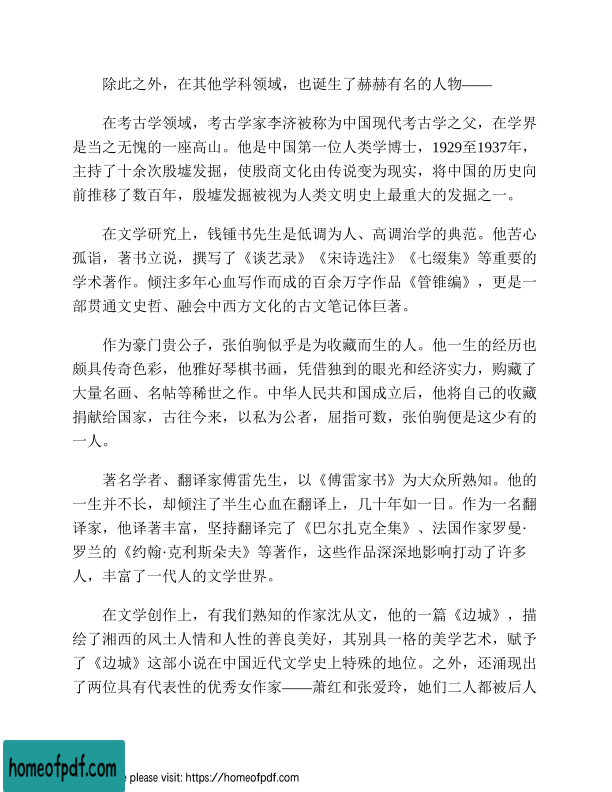 除此之外，在其他学科领域，也诞生了赫赫有名的人物——
在考古学领域，考古学家李济被称为中国现代考古学之父，在学界
是当之无愧的一座高山。他是中国第一位人类学博士，1929至1937年，
主持了十余次殷墟发掘，使殷商文化由传说变为现实，将中国的历史向
前推移了数百年，殷墟发掘被视为人类文明史上最重大的发掘之一。
在文学研究上，钱锺书先生是低调为人、高调治学的典范。他苦心
孤诣，著书立说，撰写了《谈艺录》《宋诗选注》《七缀集》等重要的
学术著作。倾注多年心血写作而成的百余万字作品《管锥编》，更是一
部贯通文史哲、融会中西方文化的古文笔记体巨著。
作为豪门贵公子，张伯驹似乎是为收藏而生的人。他一生的经历也
颇具传奇色彩，他雅好琴棋书画，凭借独到的眼光和经济实力，购藏了
大量名画、名帖等稀世之作。中华人民共和国成立后，他将自己的收藏
捐献给国家，古往今来，以私为公者，屈指可数，张伯驹便是这少有的
一人。
著名学者、翻译家傅雷先生，以《傅雷家书》为大众所熟知。他的
一生并不长，却倾注了半生心血在翻译上，几十年如一日。作为一名翻
译家，他译著丰富，坚持翻译完了《巴尔扎克全集》、法国作家罗曼·
罗兰的《约翰·克利斯朵夫》等著作，这些作品深深地影响打动了许多
人，丰富了一代人的文学世界。
在文学创作上，有我们熟知的作家沈从文，他的一篇《边城》，描
绘了湘西的风土人情和人性的善良美好，其别具一格的美学艺术，赋予
了《边城》这部小说在中国近代文学史上特殊的地位。之外，还涌现出
了两位具有代表性的优秀女作家——萧红和张爱玲，她们二人都被后人
homeofpdf.com
e please visit: https://homeofpdf.com